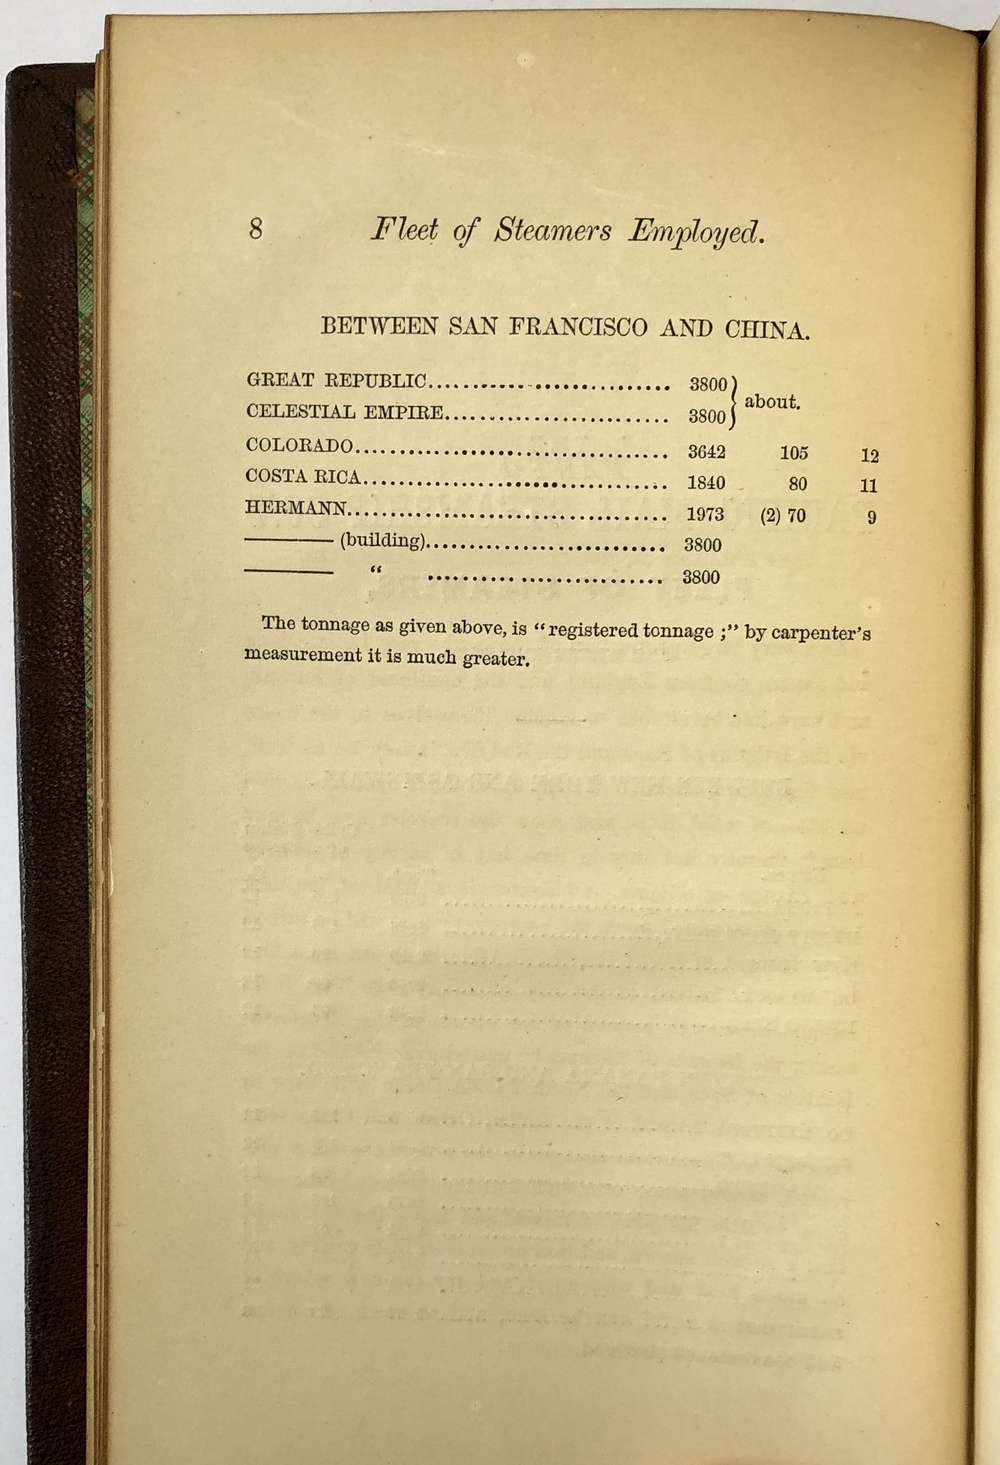 8 Fleet of Steamers Employed.
BETWEEN SAN FRANCISCO AND CHINA.
GREAT REPUBLIC.............................. 3800 } about.
CELESTIAL EMPIRE............................ 3800
COLORADO.................................... 3642 105 12
COSTA RICA.................................. 1840 80 11
HERMANN..................................... 1973 (2) 70 9
——— (building)............................ 3800
——— “ ............................ 3800
The tonnage as given above, is “registered tonnage ;” by carpenter’s
measurement it is much greater.